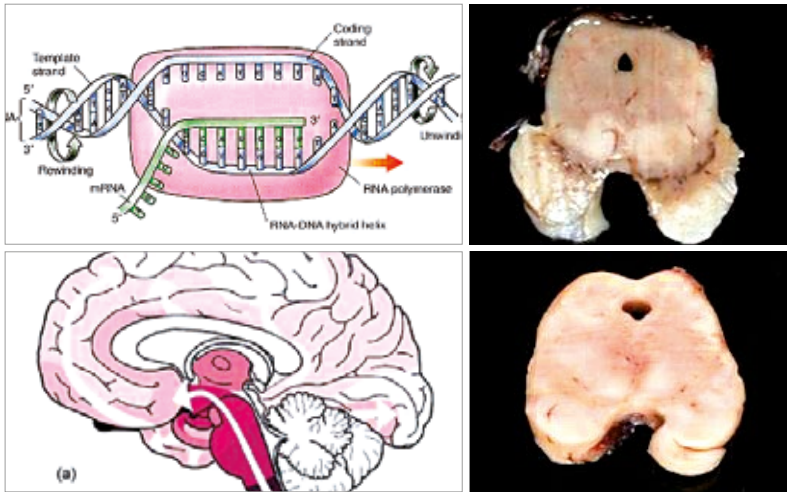 Coding
strand
Template
strand
5'
3'
Rewinding
mRNA
5'
3'
RNA polymerase
RNA-DNA hybrid helix
(a)